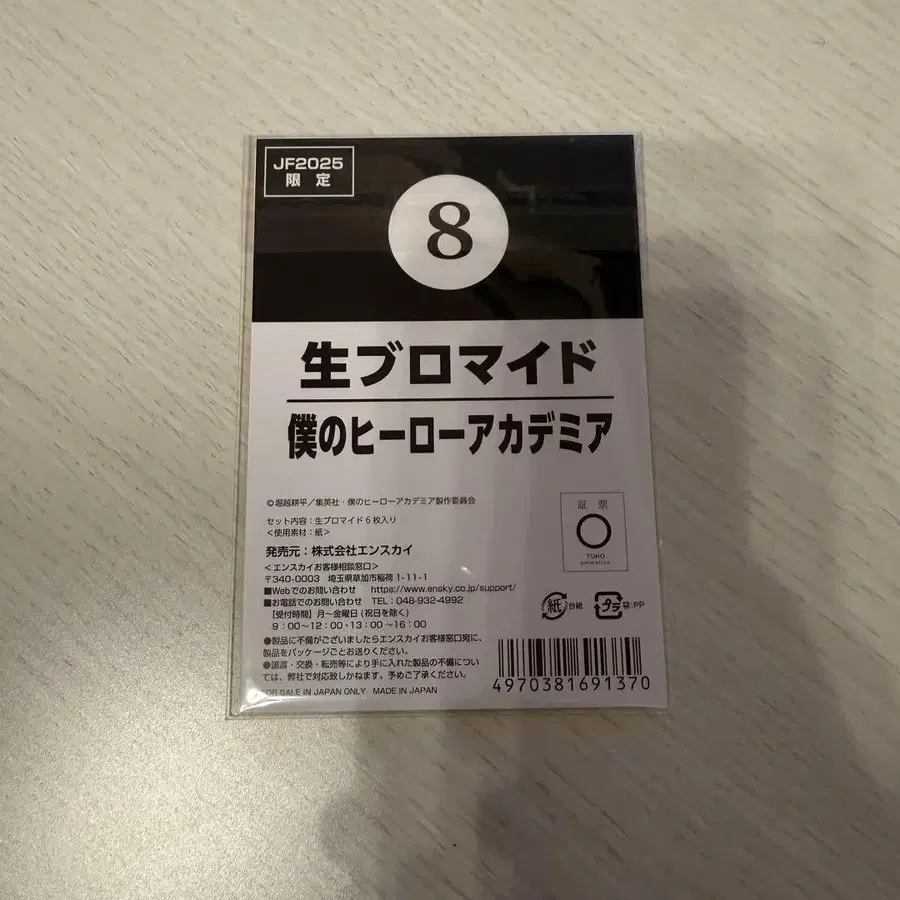 JF2025
限定
8
生ブロマイド
僕のヒーローアカデミア
©堀越耕平／集英社・僕のヒーローアカデミア製作委員会
セット内容：生ブロマイド6枚入り
＜使用素材：紙＞
発売元：株式会社エンスカイ
＜エンスカイお客様相談窓口＞
〒340-0003 埼玉県草加市稲荷1-11-1
■Webでのお問い合わせ https://www.ensky.co.jp/support/
■お電話でのお問い合わせ TEL：048-932-4992
【受付時間】月～金曜日(祝日を除く)
9：00～12：00・13：00～16：00
●製品に不備がございましたらエンスカイお客様窓口宛に、
製品をパッケージごとお送りください。
●譲渡・交換・転売等により手に入れた製品の不備につい
ては、弊社で対応致しかねます。予めご了承ください。
FOR SALE IN JAPAN ONLY MADE IN JAPAN
証票
TOHO
animation
紙 台紙
プラ 袋:PP
4970381691370